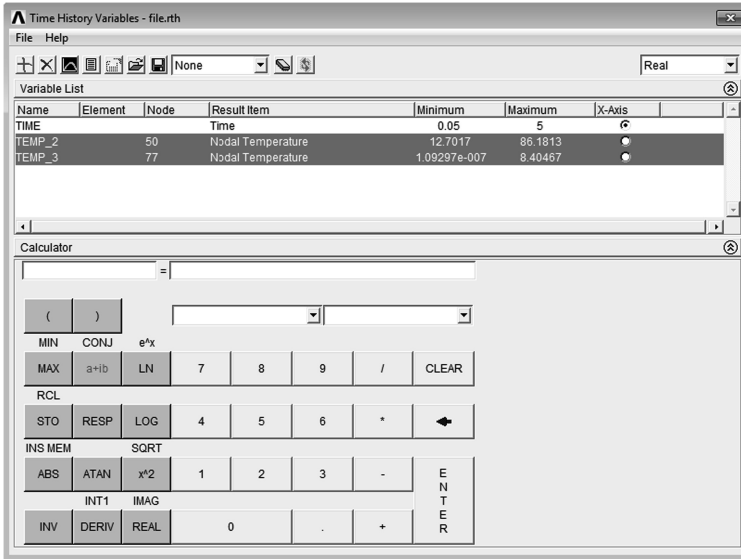 Time History Variables - file.rth
File Help
None Real
Variable List
Name Element Node Result Item Minimum Maximum X-Axis
TIME Time 0.05 5
TEMP_2 50 Nodal Temperature 12.7017 86.1813
TEMP_3 77 Nodal Temperature 1.09297e-007 8.40467
Calculator
=
( )
MIN CONJ e^x
MAX a+ib LN 7 8 9 / CLEAR
RCL
STO RESP LOG 4 5 6 *
INS MEM SQRT
ABS ATAN x^2 1 2 3 - ENTER
INT1 IMAG
INV DERIV REAL 0 . +